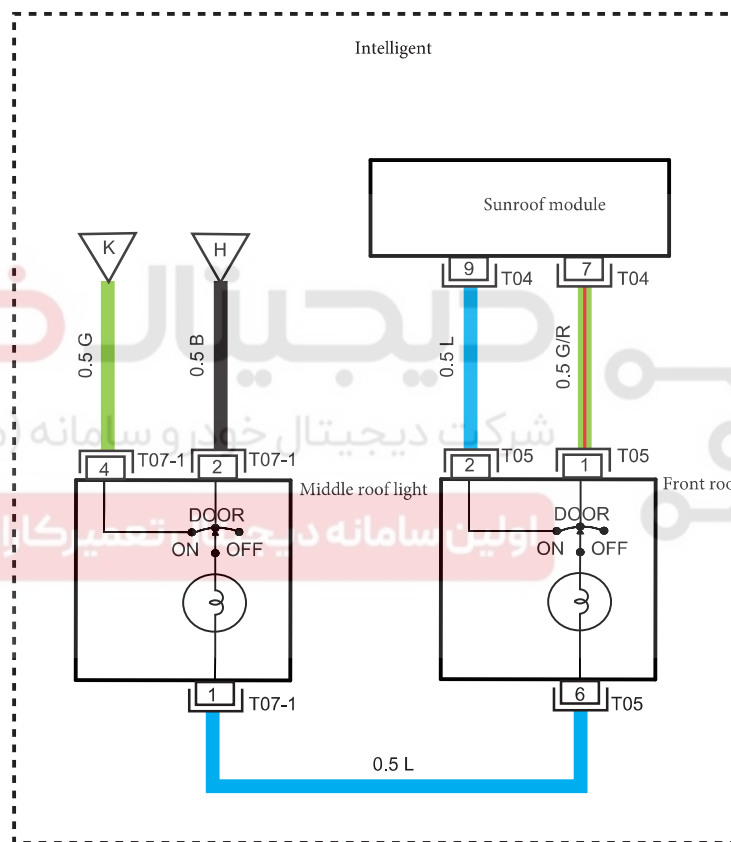 Intelligent
Sunroof module
K
H
9
T04
7
T04
0.5 G
0.5 B
0.5 L
0.5 G/R
دیجیتال
شرکت دیجیتال خودرو سامانه
4
T07-1
2
T07-1
2
T05
1
T05
Middle roof light
Front roo
DOOR
ON
OFF
DOOR
ON
OFF
اولین سامانه دیجیتال تعمیرکارا
1
T07-1
6
T05
0.5 L